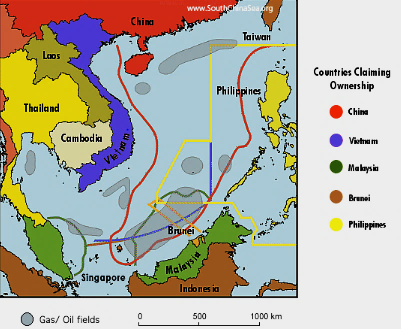 www.SouthChinaSea.org
China
Taiwan
Laos
Philippines
Thailand
Cambodia
Vietnam
Brunei
Malaysia
Singapore
Indonesia
Countries Claiming
Ownership
China
Vietnam
Malaysia
Brunei
Philippines
Gas/ Oil fields
0 500 1000 km